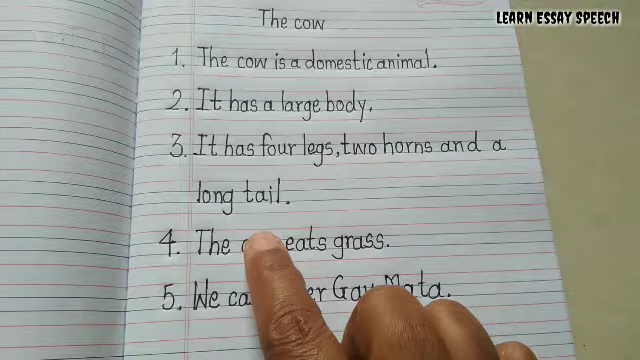 LEARN ESSAY SPEECH
The cow
1. The cow is a domestic animal.
2. It has a large body.
3. It has four legs, two horns and a
long tail.
4. The eats grass.
5. We Gau Mata.